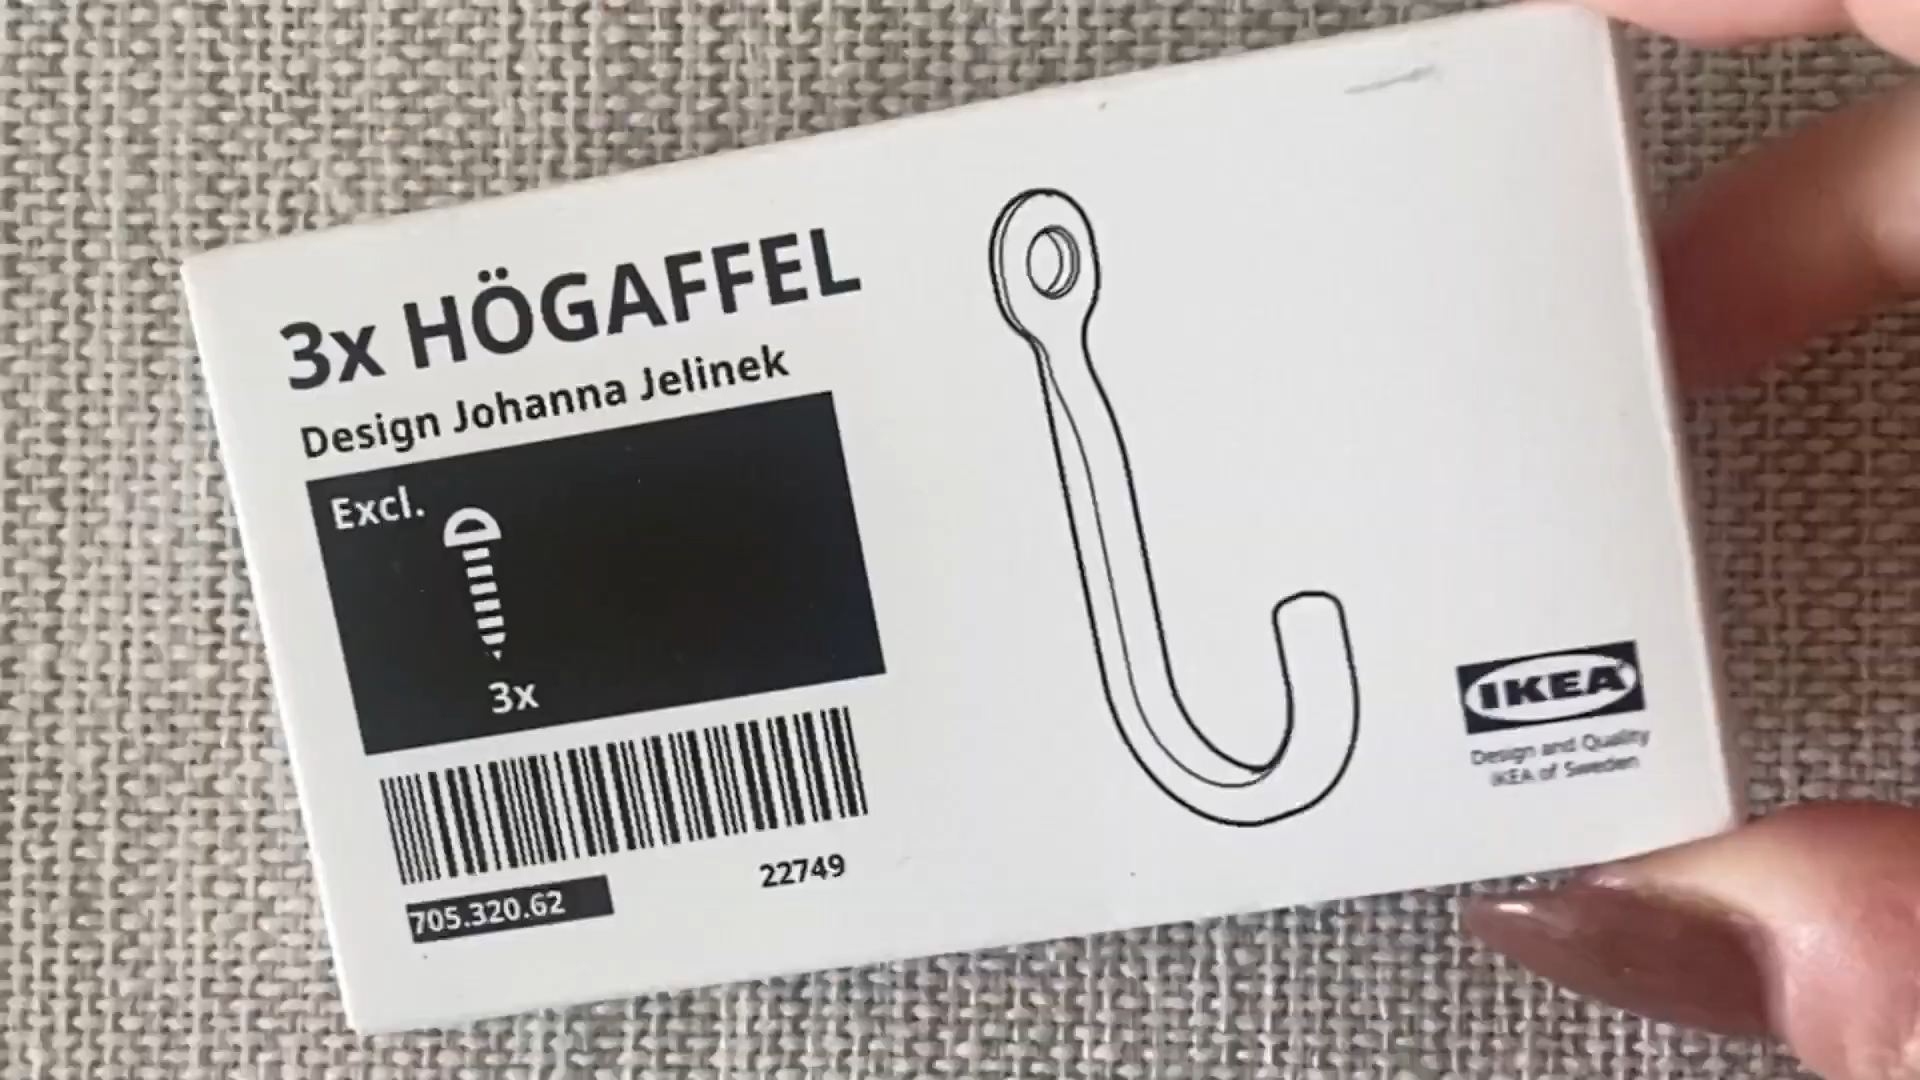 3x HÖGAFFEL
Design Johanna Jelinek
Excl.
3x
705.320.62
22749
IKEA
Design and Quality
IKEA of Sweden